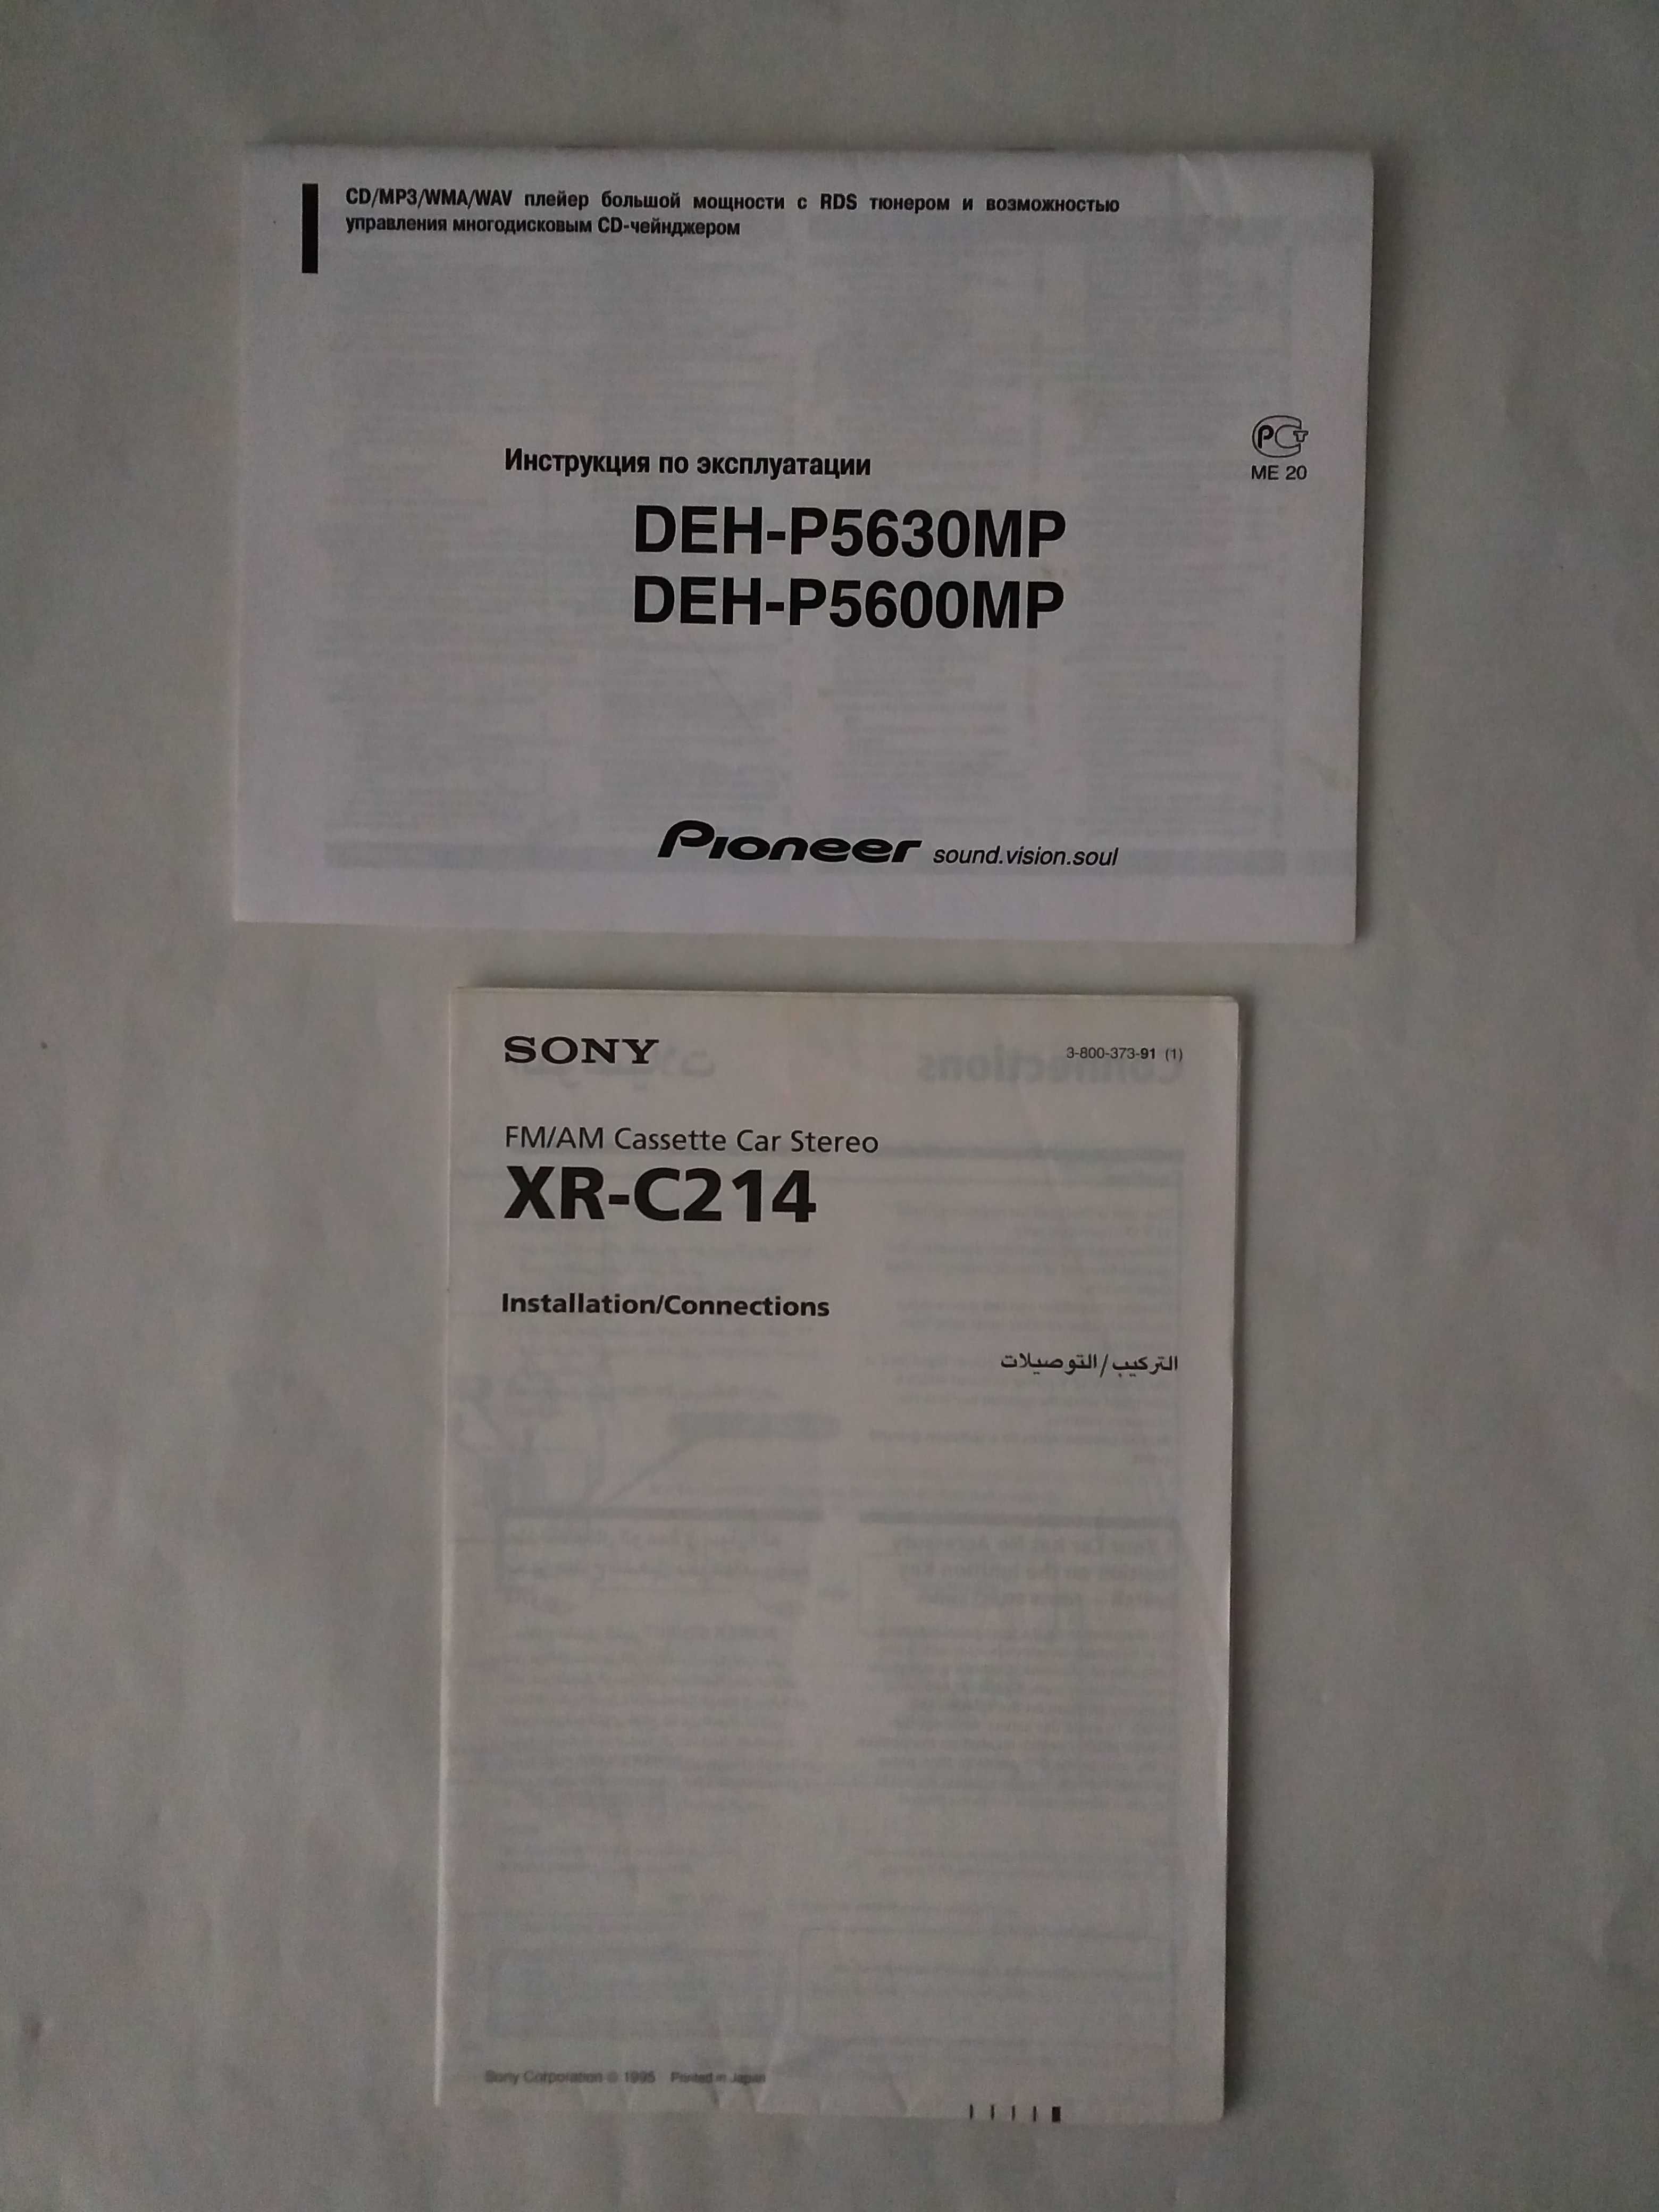 CD/MP3/WMA/WAV плейер большой мощности с RDS тюнером и возможностью
управления многодисковым CD-чейнджером
Инструкция по эксплуатации
DEH-P5630MP
DEH-P5600MP
РСТ
ME 20
Pioneer sound.vision.soul
SONY
3-800-373-91 (1)
FM/AM Cassette Car Stereo
XR-C214
Installation/Connections
التركيب/التوصيلات
Sony Corporation © 1995 Printed in Japan